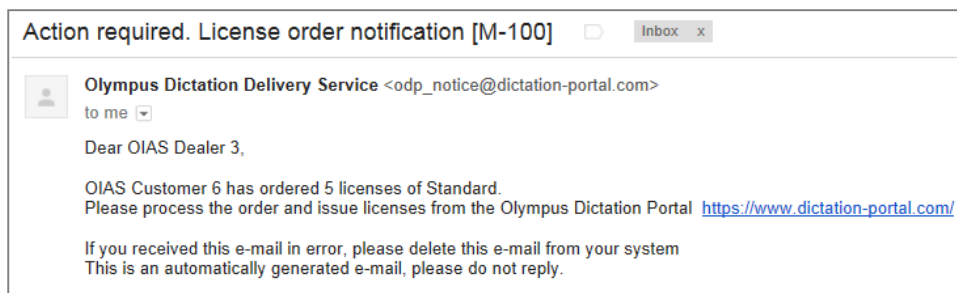 Action required. License order notification [M-100] Inbox x
Olympus Dictation Delivery Service <odp_notice@dictation-portal.com>
to me
Dear OIAS Dealer 3,
OIAS Customer 6 has ordered 5 licenses of Standard.
Please process the order and issue licenses from the Olympus Dictation Portal https://www.dictation-portal.com/
If you received this e-mail in error, please delete this e-mail from your system
This is an automatically generated e-mail, please do not reply.